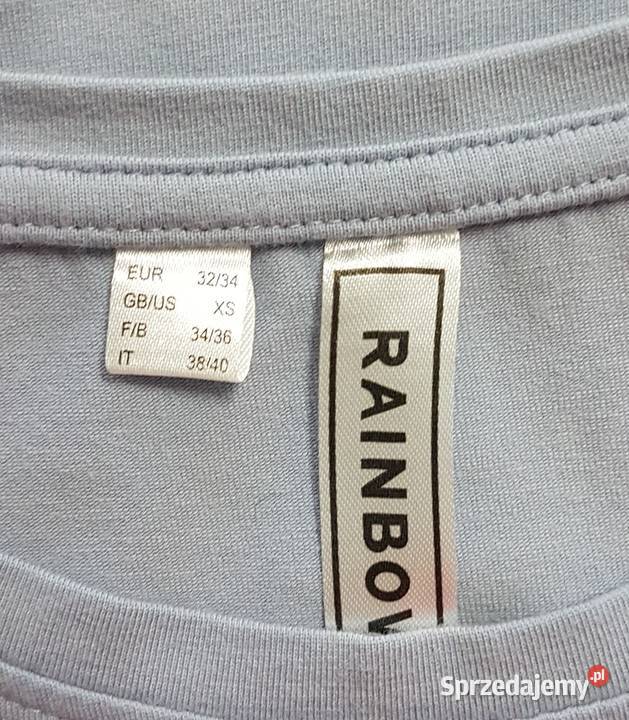 EUR 32/34
GB/US XS
F/B 34/36
IT 38/40
RAINBOW
Sprzedajemy.pl